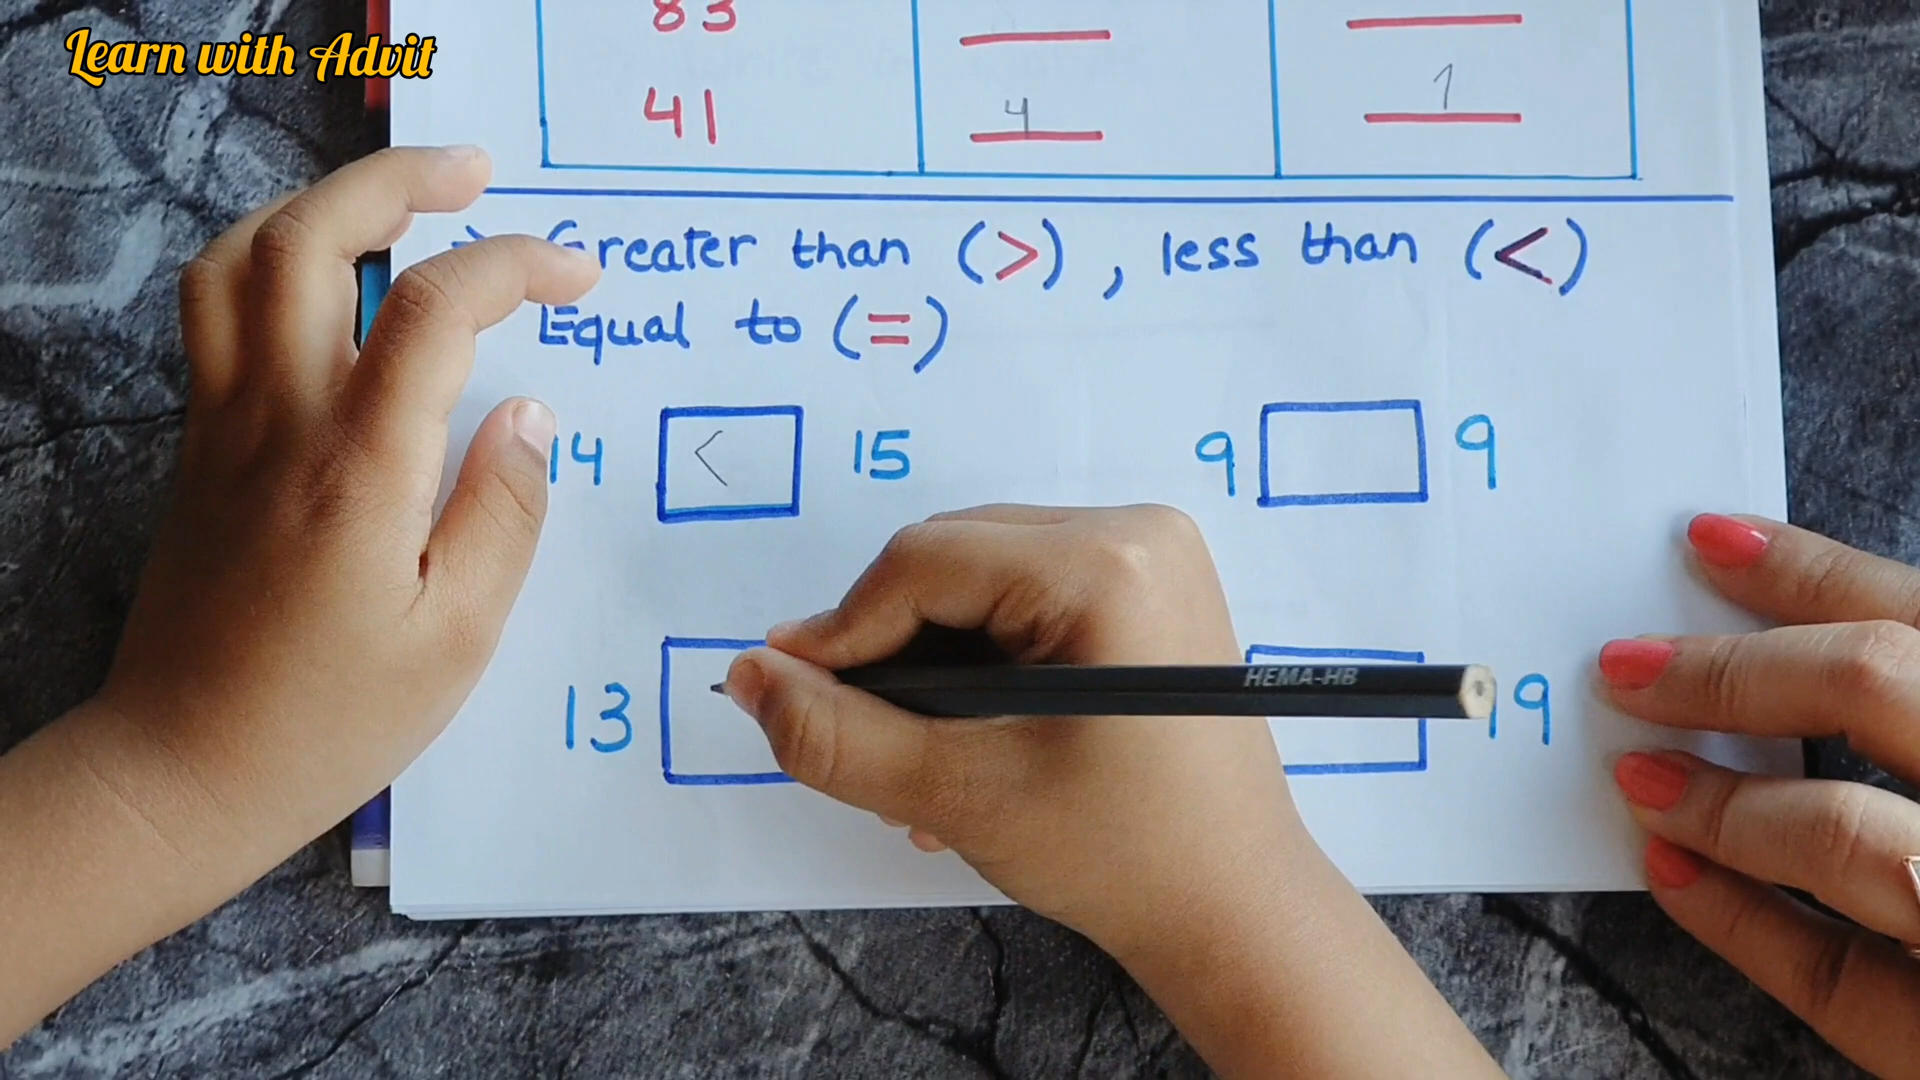 Learn with Advit
83
41 4 1
Greater than (>), less than (<)
Equal to (=)
14 < 15 9 9
13 19
HEMA-HB